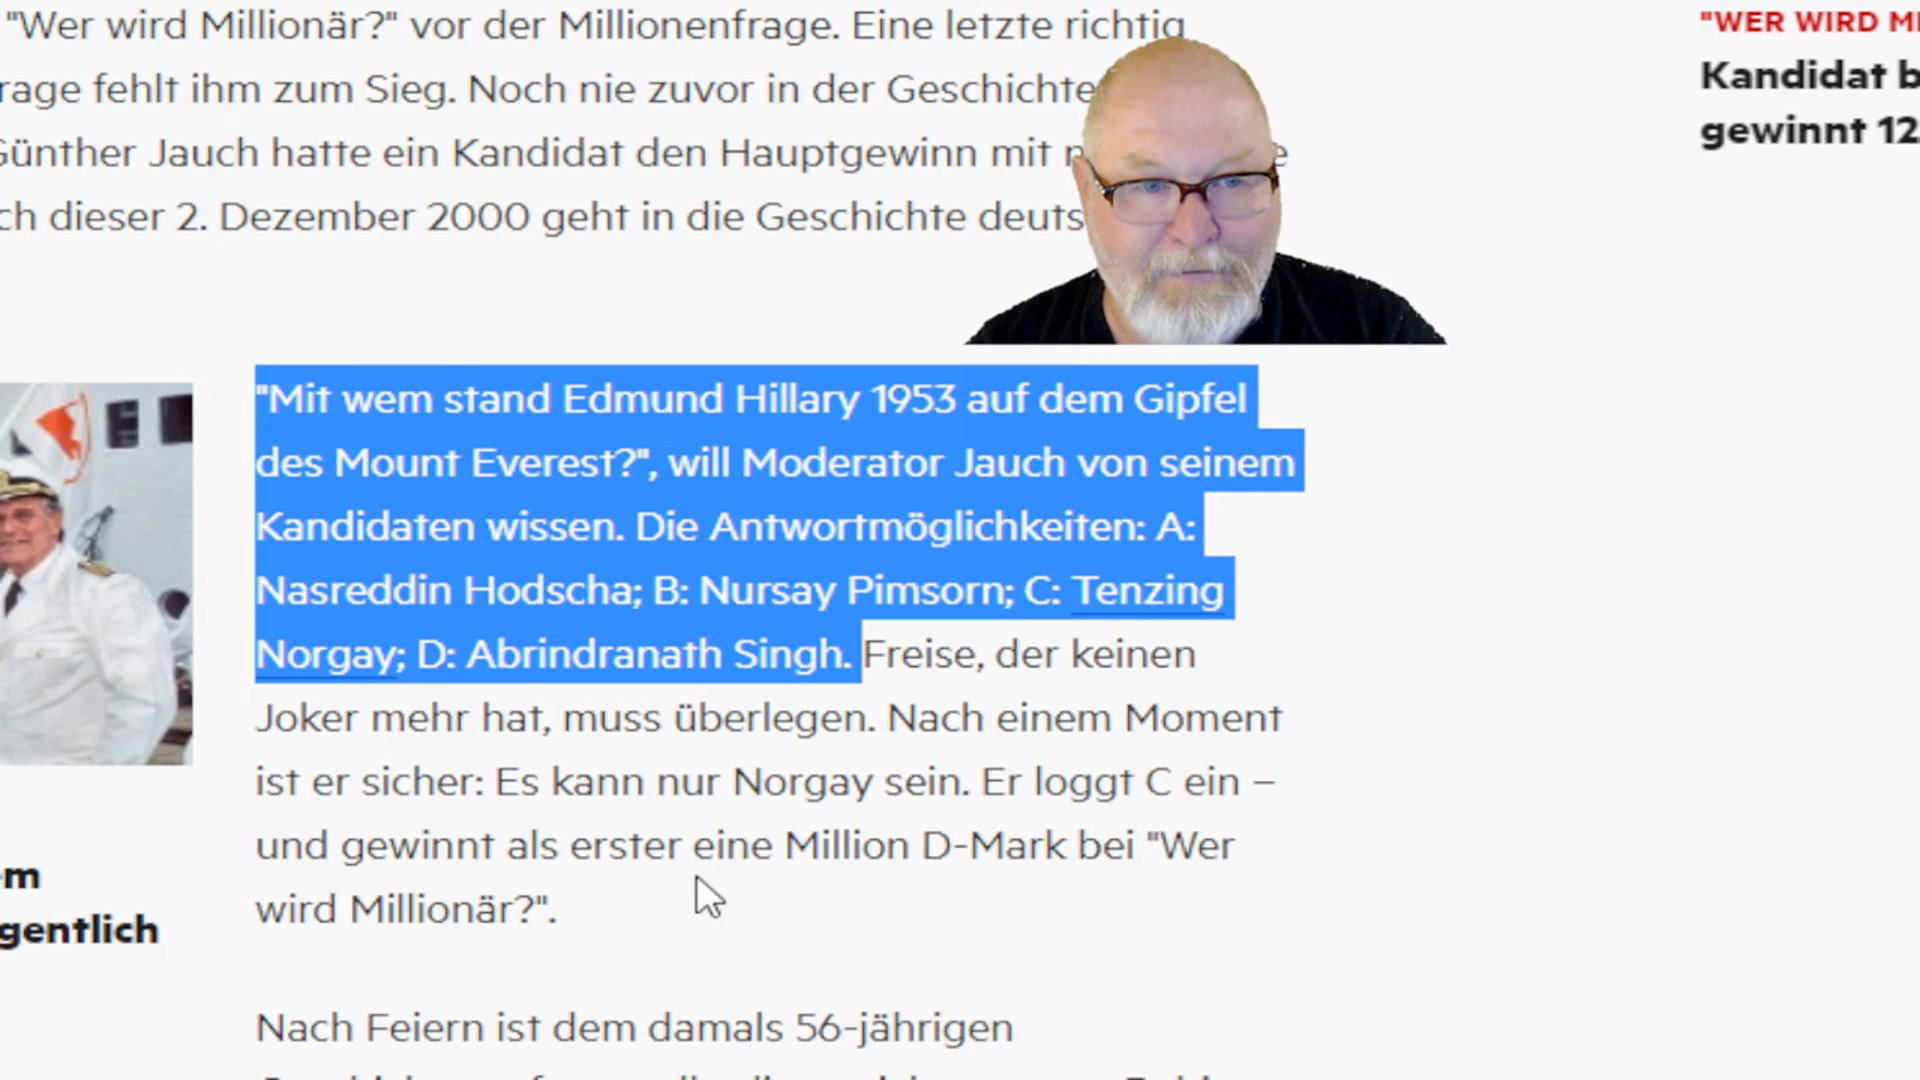 "Wer wird Millionär?" vor der Millionenfrage. Eine letzte richtig
rage fehlt ihm zum Sieg. Noch nie zuvor in der Geschichte
Günther Jauch hatte ein Kandidat den Hauptgewinn mit
ch dieser 2. Dezember 2000 geht in die Geschichte deuts
"WER WIRD MI
Kandidat b
gewinnt 12
"Mit wem stand Edmund Hillary 1953 auf dem Gipfel
des Mount Everest?", will Moderator Jauch von seinem
Kandidaten wissen. Die Antwortmöglichkeiten: A:
Nasreddin Hodscha; B: Nursay Pimsorn; C: Tenzing
Norgay; D: Abrindranath Singh. Freise, der keinen
Joker mehr hat, muss überlegen. Nach einem Moment
ist er sicher: Es kann nur Norgay sein. Er loggt C ein –
und gewinnt als erster eine Million D-Mark bei "Wer
wird Millionär?".
em
gentlich
Nach Feiern ist dem damals 56-jährigen